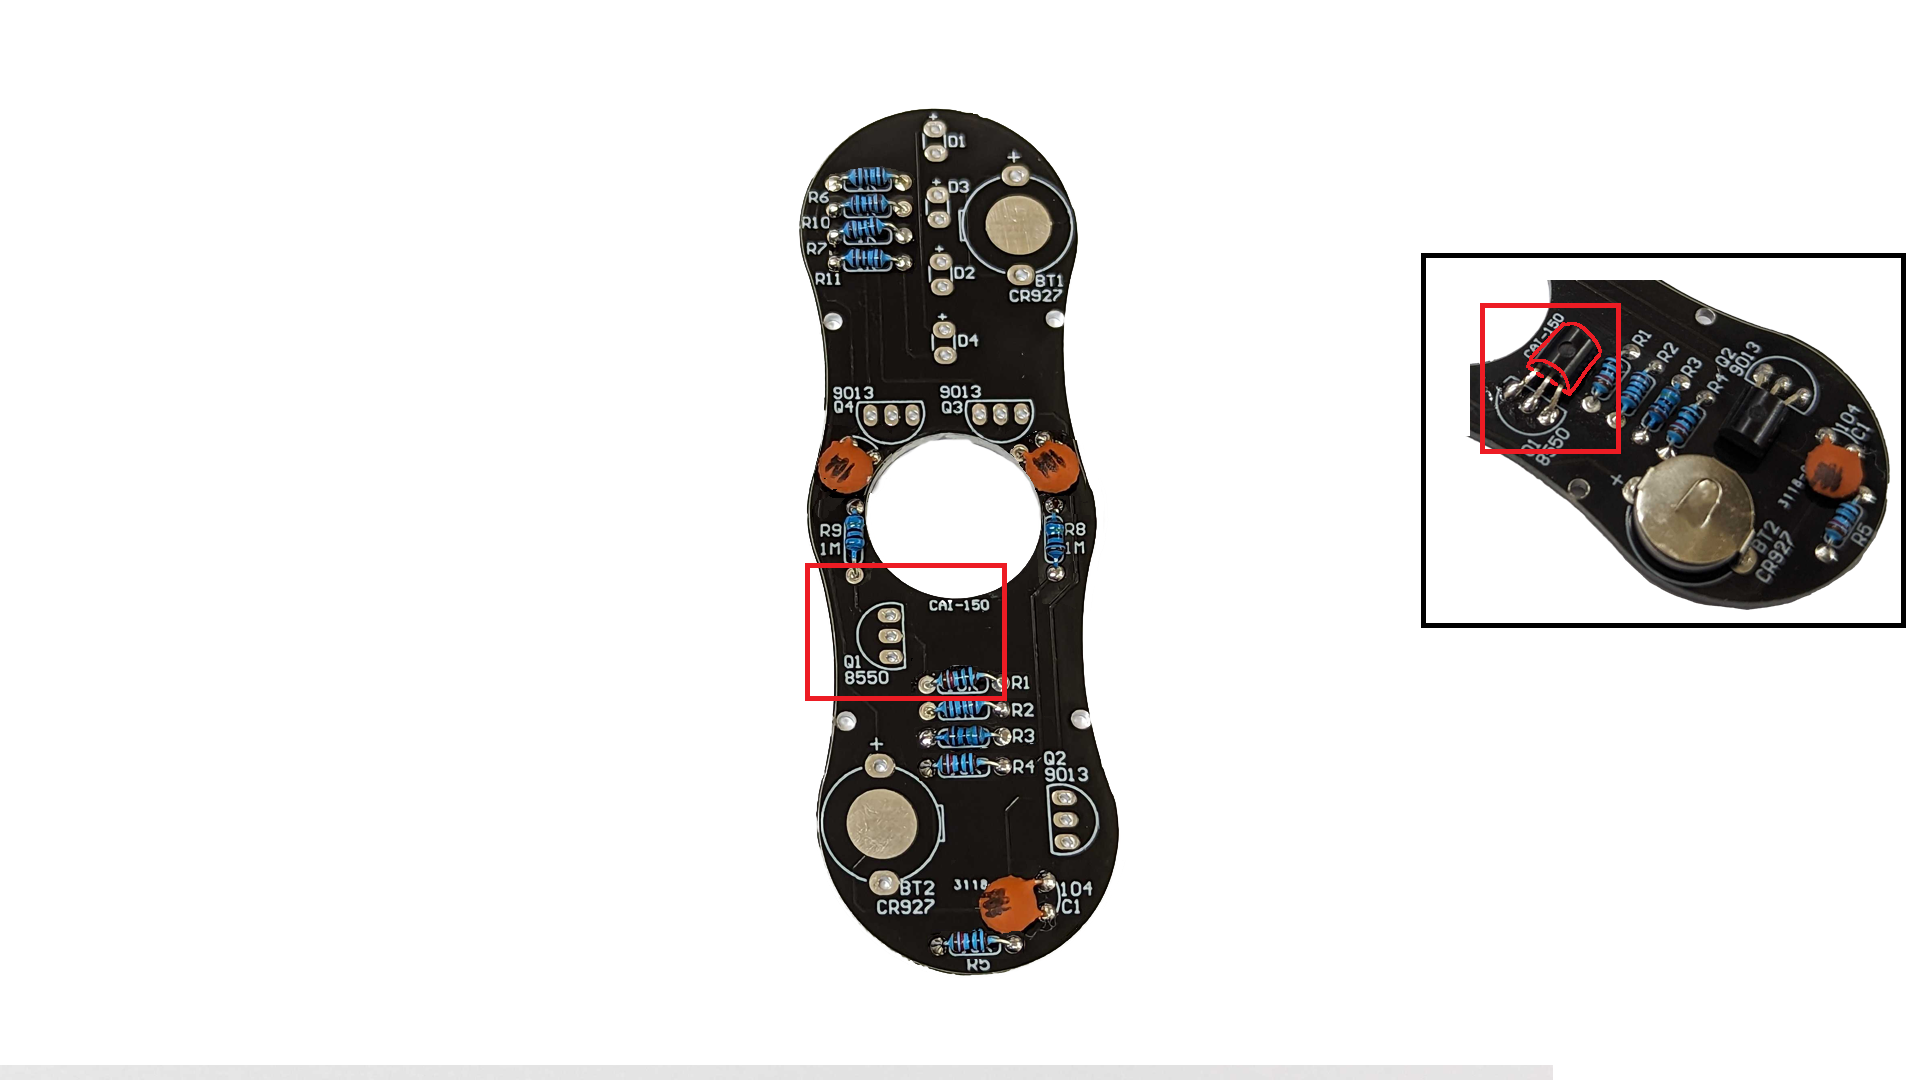 +
D1
+
+
D3
R6
R10
R7
+
D2
R11
BT1
CR927
+
D4
9013
Q4
9013
Q3
R9
1M
R8
1M
CAI-150
Q1
8550
R1
R2
R3
R4
+
Q2
9013
BT2
CR927
3118
104
C1
R5
CAI-150
R1
R2
R3
R4
Q2
9013
Q1
8550
+
104
C1
3118-
BT2
CR927
R5